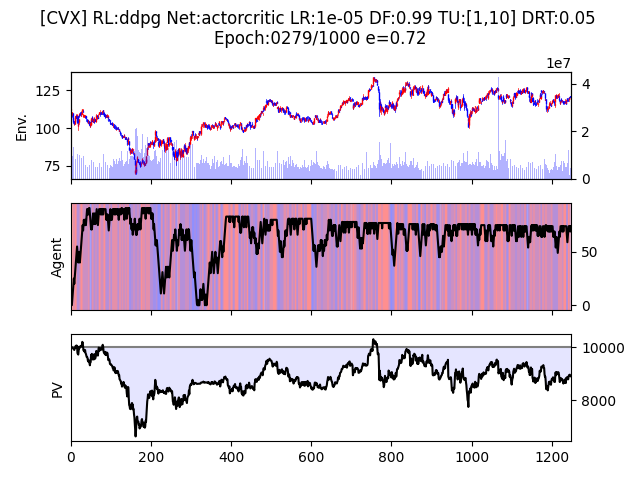 [CVX] RL:ddpg Net:actorcritic LR:1e-05 DF:0.99 TU:[1,10] DRT:0.05
Epoch:0279/1000 e=0.72
1e7
125
100
75
Env.
4
2
0
Agent
50
0
PV
10000
8000
0 200 400 600 800 1000 1200